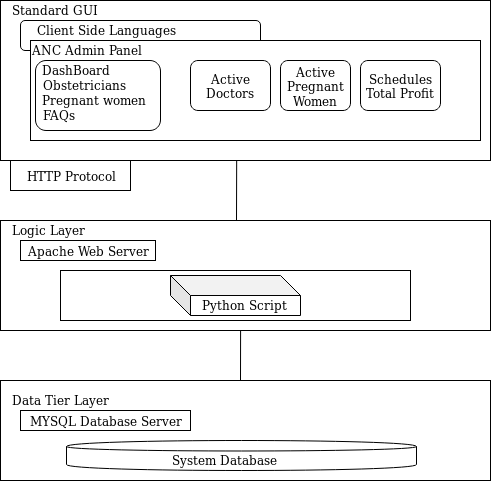 Standard GUI
Client Side Languages
ANC Admin Panel
DashBoard
Obstetricians
Pregnant women
FAQs
Active
Doctors
Active
Pregnant
Women
Schedules
Total Profit
HTTP Protocol
Logic Layer
Apache Web Server
Python Script
Data Tier Layer
MYSQL Database Server
System Database